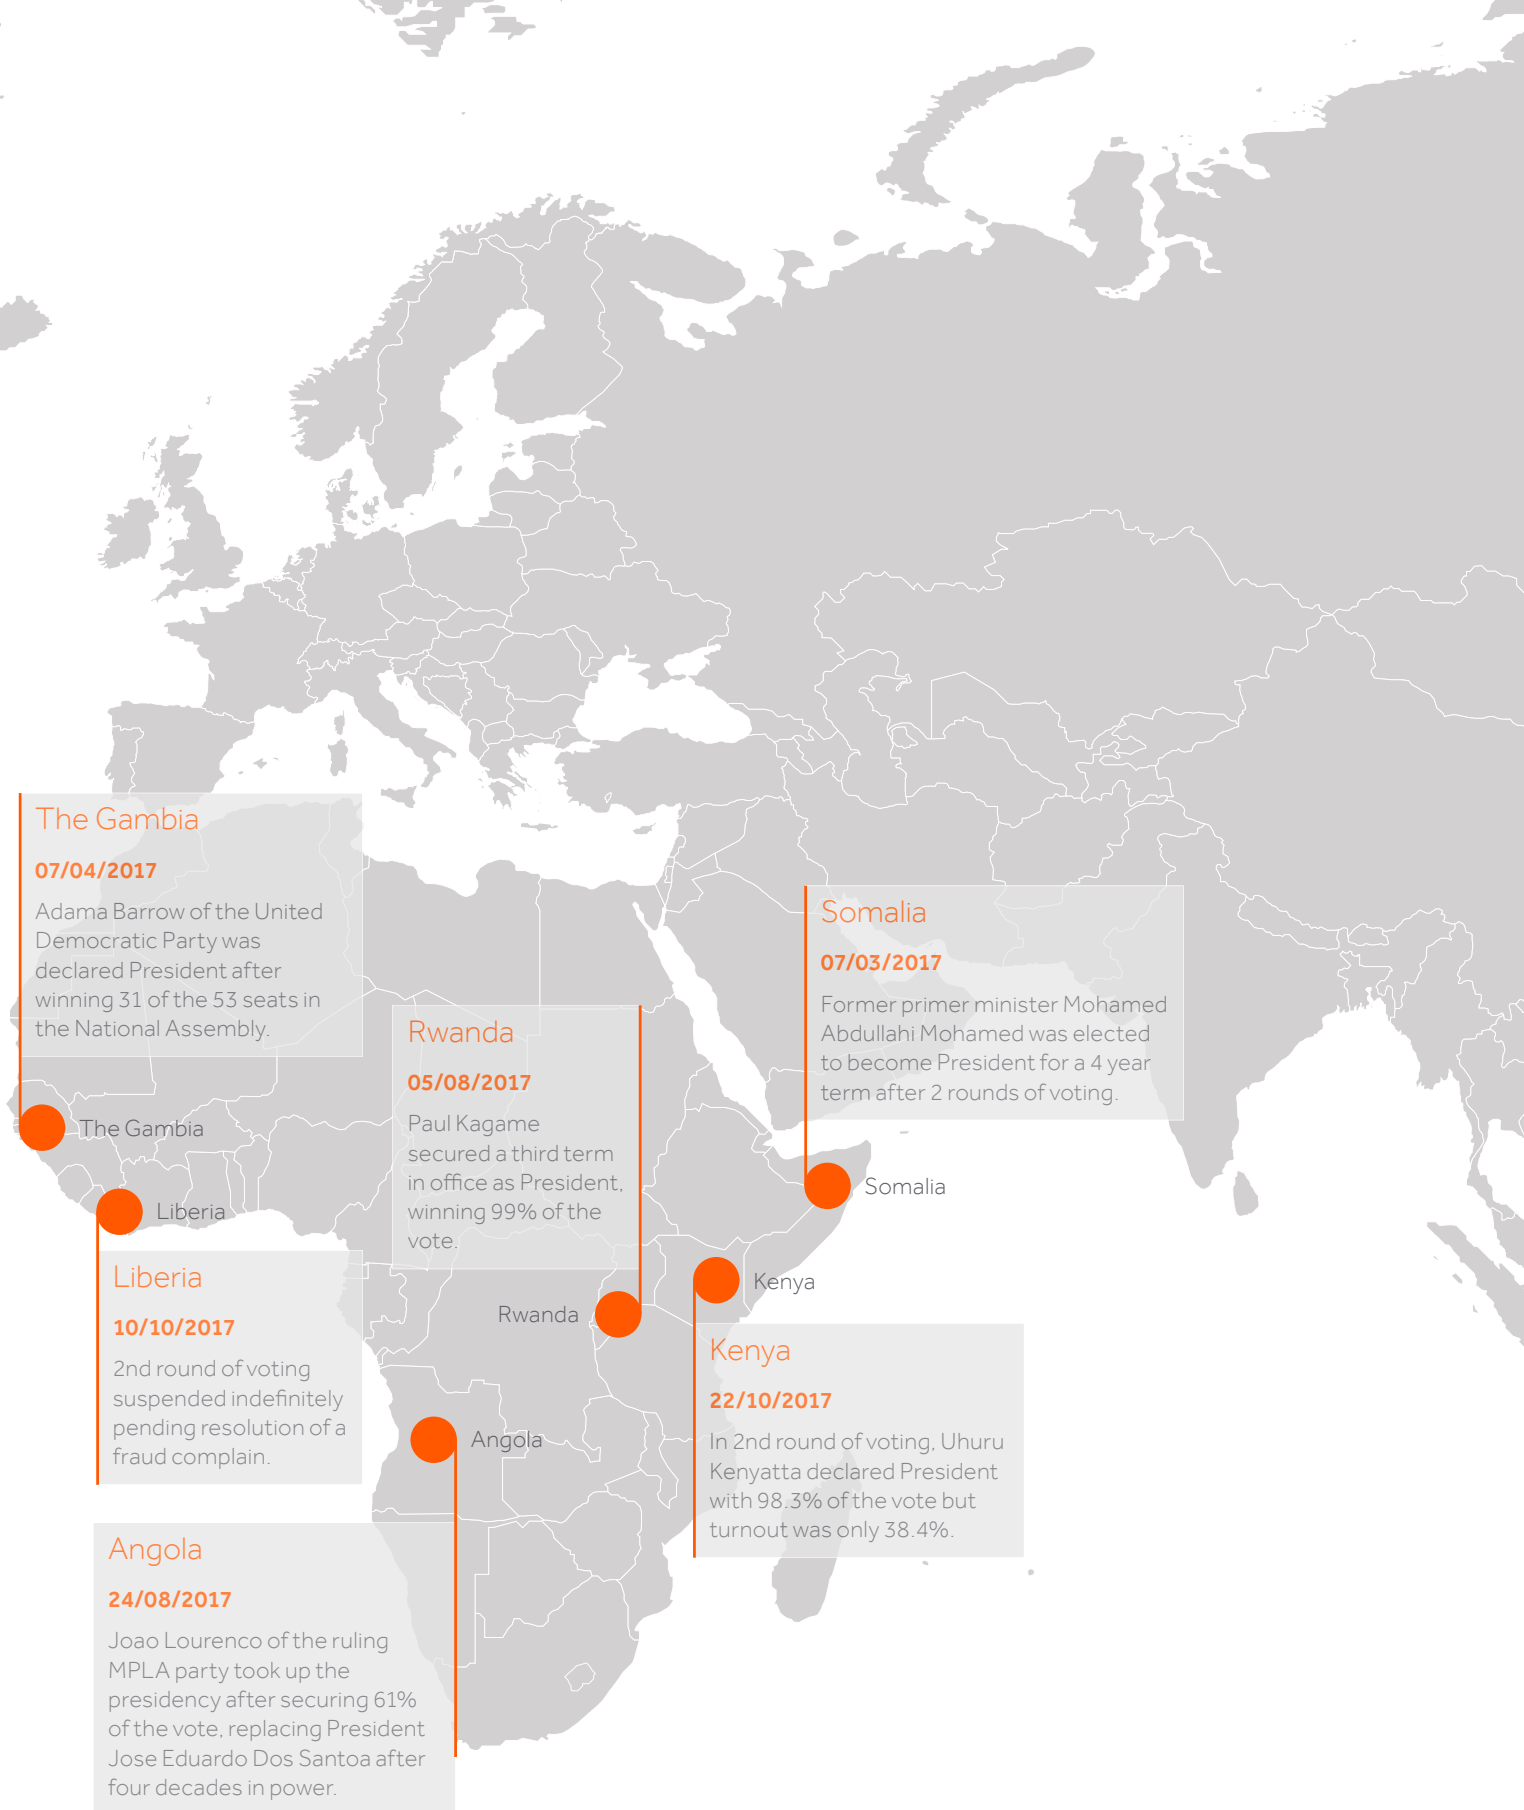 The Gambia
07/04/2017
Adama Barrow of the United
Democratic Party was
declared President after
winning 31 of the 53 seats in
the National Assembly.
The Gambia
Somalia
07/03/2017
Former primer minister Mohamed
Abdullahi Mohamed was elected
to become President for a 4 year
term after 2 rounds of voting.
Somalia
Rwanda
05/08/2017
Paul Kagame
secured a third term
in office as President,
winning 99% of the
vote.
Rwanda
Liberia
Liberia
10/10/2017
2nd round of voting
suspended indefinitely
pending resolution of a
fraud complain.
Kenya
Kenya
22/10/2017
In 2nd round of voting, Uhuru
Kenyatta declared President
with 98.3% of the vote but
turnout was only 38.4%.
Angola
Angola
24/08/2017
Joao Lourenco of the ruling
MPLA party took up the
presidency after securing 61%
of the vote, replacing President
Jose Eduardo Dos Santoa after
four decades in power.